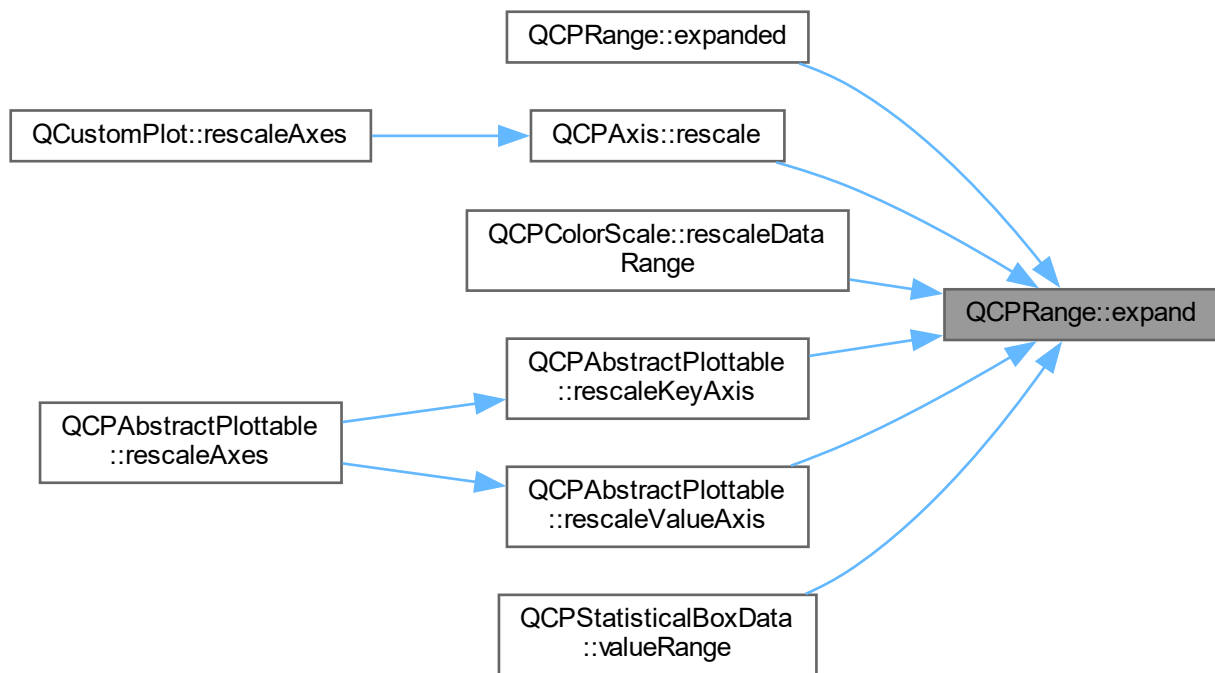 QCPRange::expanded
QCustomPlot::rescaleAxes
QCPAxis::rescale
QCPColorScale::rescaleData
Range
QCPRange::expand
QCPAbstractPlottable
::rescaleKeyAxis
QCPAbstractPlottable
::rescaleAxes
QCPAbstractPlottable
::rescaleValueAxis
QCPStatisticalBoxData
::valueRange